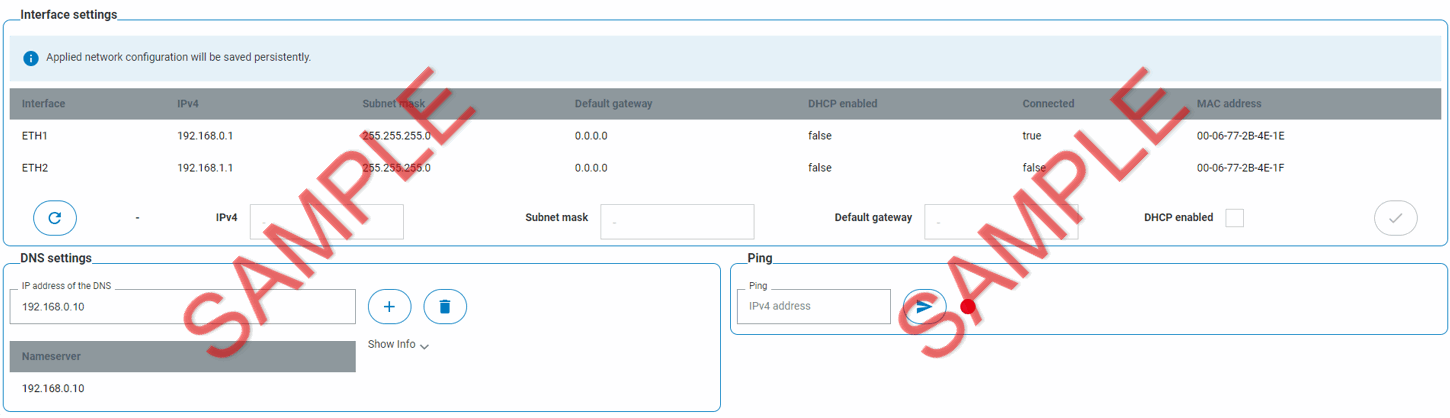 Interface settings
Applied network configuration will be saved persistently.
Interface IPv4 Subnet mask Default gateway DHCP enabled Connected MAC address
ETH1 192.168.0.1 255.255.255.0 0.0.0.0 false true 00-06-77-2B-4E-1E
ETH2 192.168.1.1 255.255.255.0 0.0.0.0 false false 00-06-77-2B-4E-1F
- IPv4 - Subnet mask - Default gateway - DHCP enabled
DNS settings
IP address of the DNS
192.168.0.10
Show Info
Nameserver
192.168.0.10
Ping
Ping
IPv4 address
SAMPLE
SAMPLE